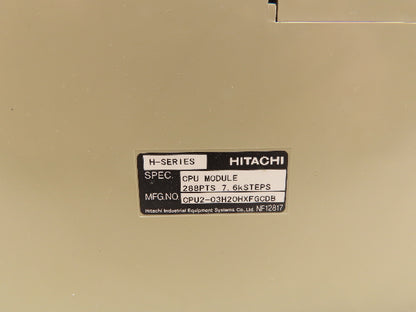 H-SERIES HITACHI
SPEC. CPU MODULE
288PTS 7.6kSTEPS
MFG.NO. CPU2-03H20HXFGCDB
Hitachi Industrial Equipment Systems Co.,Ltd. NF12817